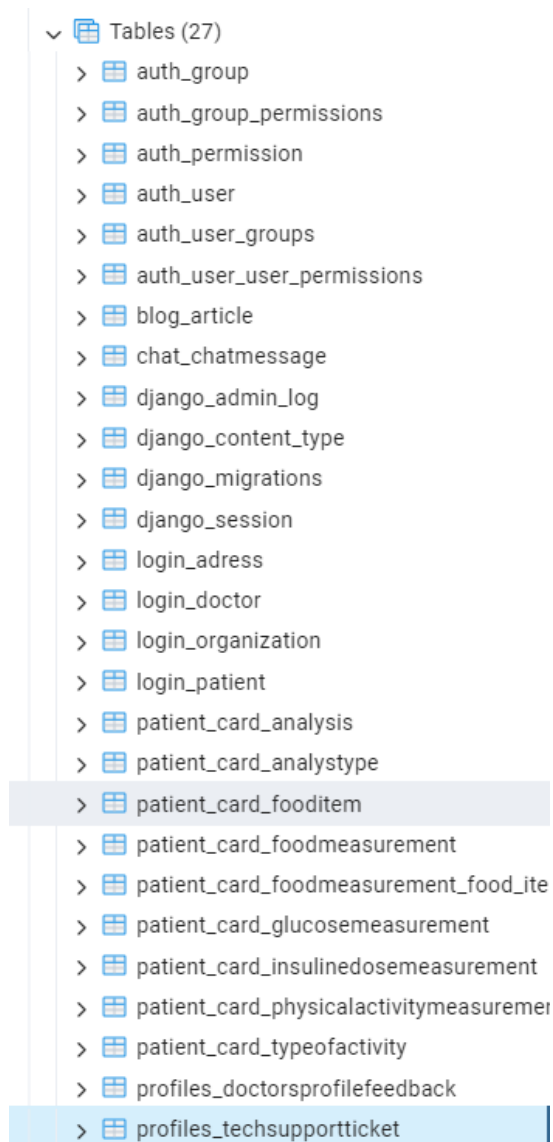 Tables (27)
auth_group
auth_group_permissions
auth_permission
auth_user
auth_user_groups
auth_user_user_permissions
blog_article
chat_chatmessage
django_admin_log
django_content_type
django_migrations
django_session
login_adress
login_doctor
login_organization
login_patient
patient_card_analysis
patient_card_analystype
patient_card_fooditem
patient_card_foodmeasurement
patient_card_foodmeasurement_food_ite
patient_card_glucosemeasurement
patient_card_insulinedosemeasurement
patient_card_physicalactivitymeasuremer
patient_card_typeofactivity
profiles_doctorsprofilefeedback
profiles_techsupportticket